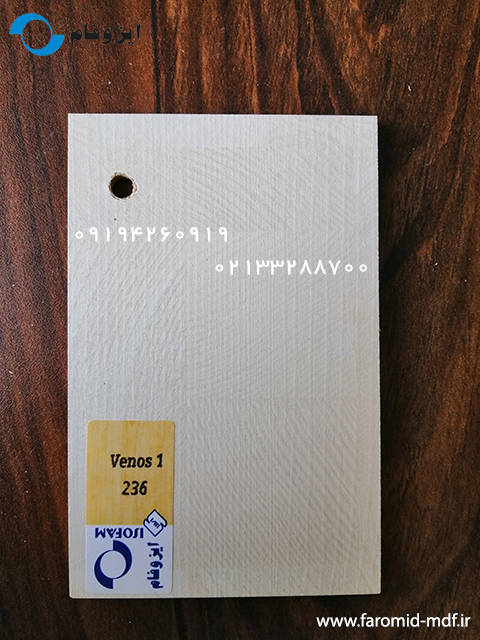 ایزوفام
۰۹۱۹۴۲۶۰۹۱۹
۰۲۱۳۳۲۸۸۷۰۰
Venos 1
236
ISOFAM
ایزوفام
www.faromid-mdf.ir